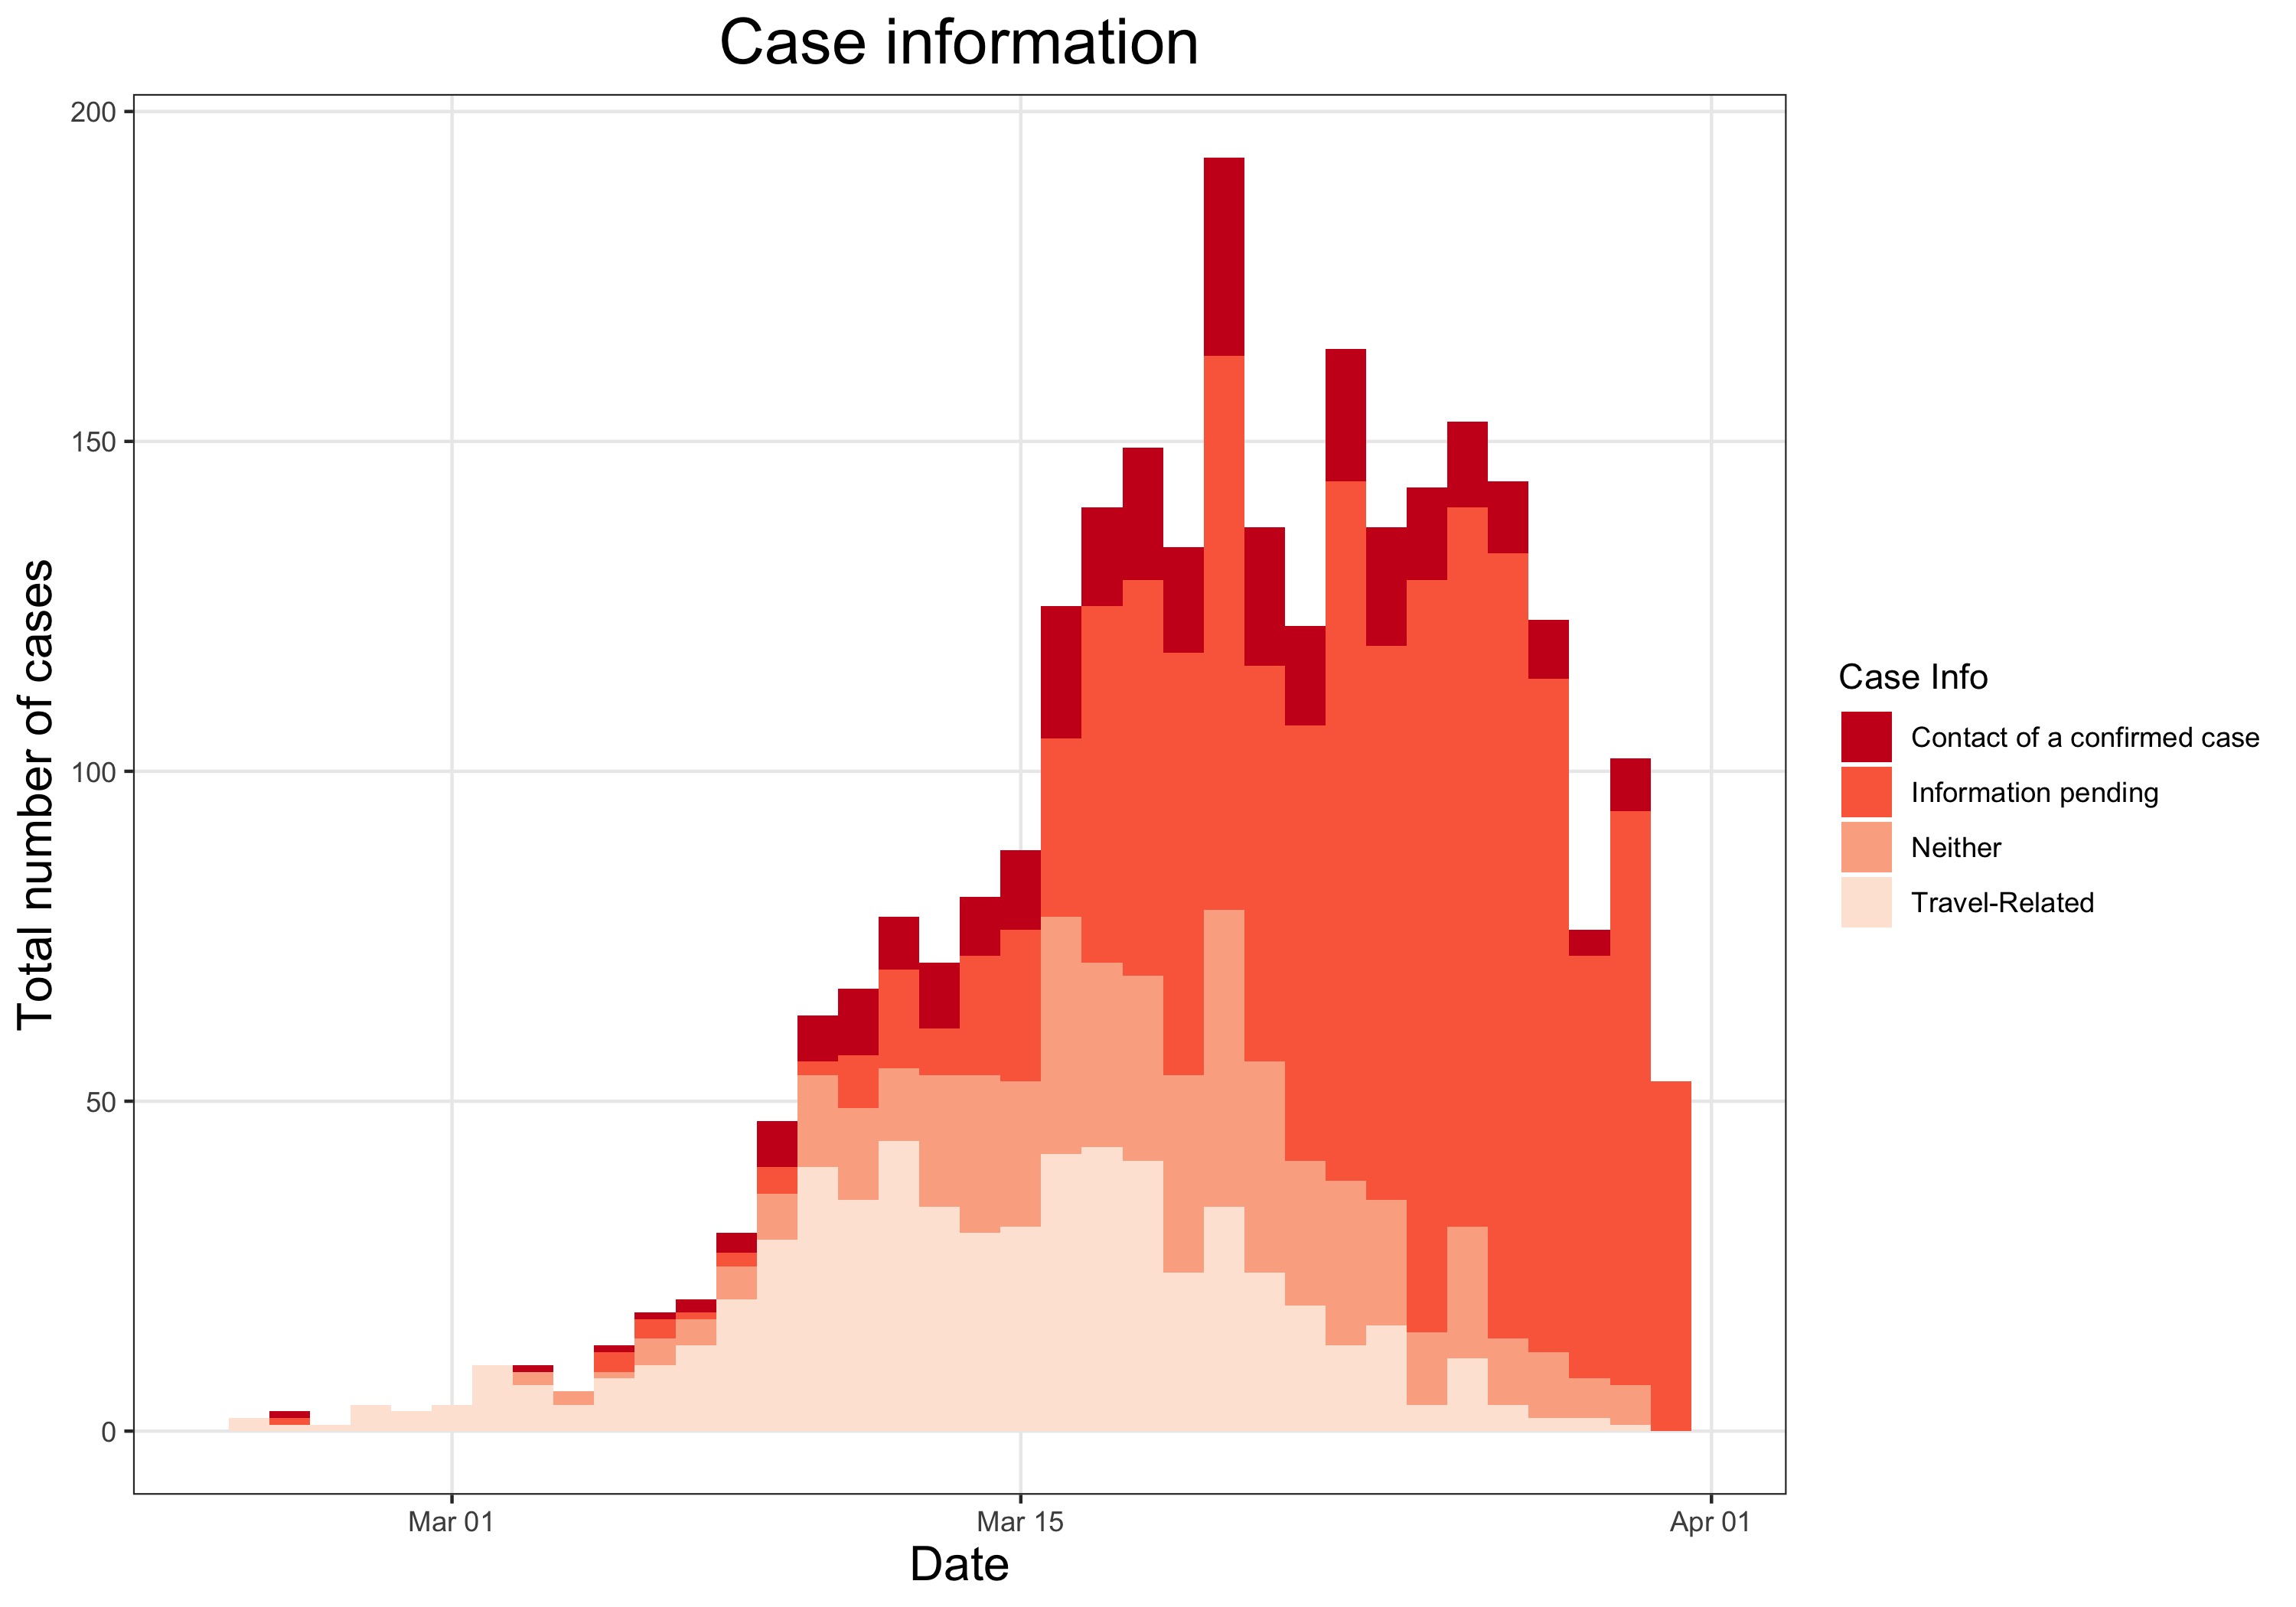 Case information
Total number of cases
200
150
100
50
0
Mar 01
Mar 15
Apr 01
Date
Case Info
Contact of a confirmed case
Information pending
Neither
Travel-Related